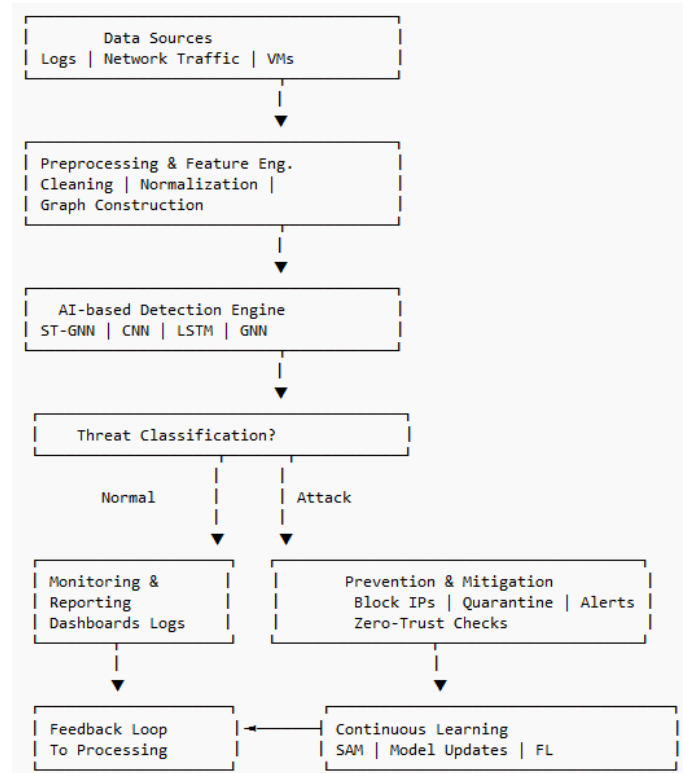 Data Sources
Logs | Network Traffic | VMs
Preprocessing & Feature Eng.
Cleaning | Normalization |
Graph Construction
AI-based Detection Engine
ST-GNN | CNN | LSTM | GNN
Threat Classification?
Normal
Attack
Monitoring &
Reporting
Dashboards Logs
Prevention & Mitigation
Block IPs | Quarantine | Alerts
Zero-Trust Checks
Feedback Loop
To Processing
Continuous Learning
SAM | Model Updates | FL